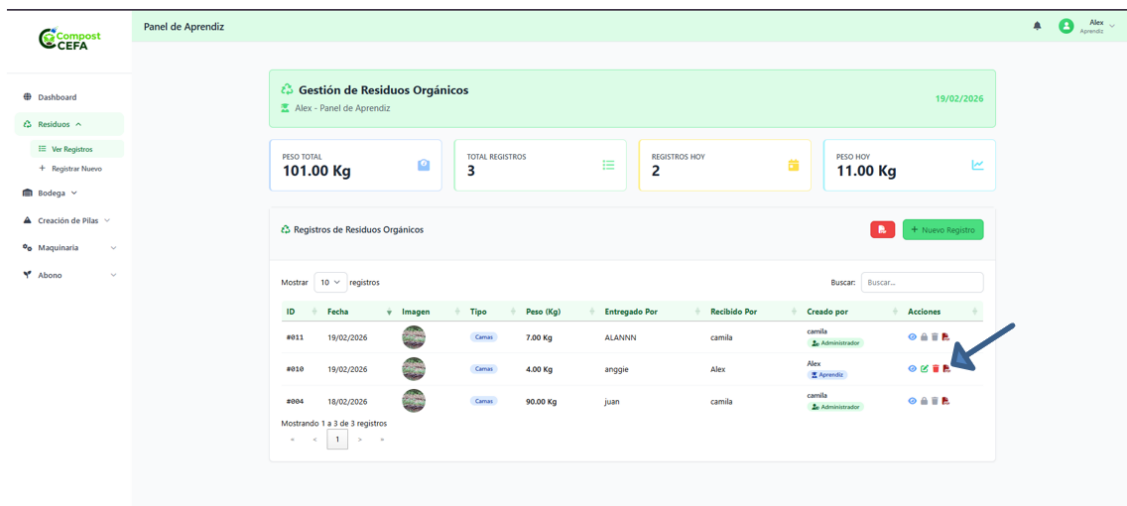 Compost
CEFA
Panel de Aprendiz
Alex
Aprendiz
Dashboard
Residuos
Ver Registros
Registrar Nuevo
Bodega
Creación de Pilas
Maquinaria
Abono
Gestión de Residuos Orgánicos
Alex - Panel de Aprendiz
19/02/2026
PESO TOTAL
101.00 Kg
TOTAL REGISTROS
3
REGISTROS HOY
2
PESO HOY
11.00 Kg
Registros de Residuos Orgánicos
+ Nuevo Registro
Mostrar 10 registros
Buscar: Buscar...
ID Fecha Imagen Tipo Peso (Kg) Entregado Por Recibido Por Creado por Acciones
#011 19/02/2026 Camas 7.00 Kg ALANNN camila camila
Administrador
#010 19/02/2026 Camas 4.00 Kg anggie Alex Alex
Aprendiz
#004 18/02/2026 Camas 90.00 Kg juan camila camila
Administrador
Mostrando 1 a 3 de 3 registros
« < 1 > »